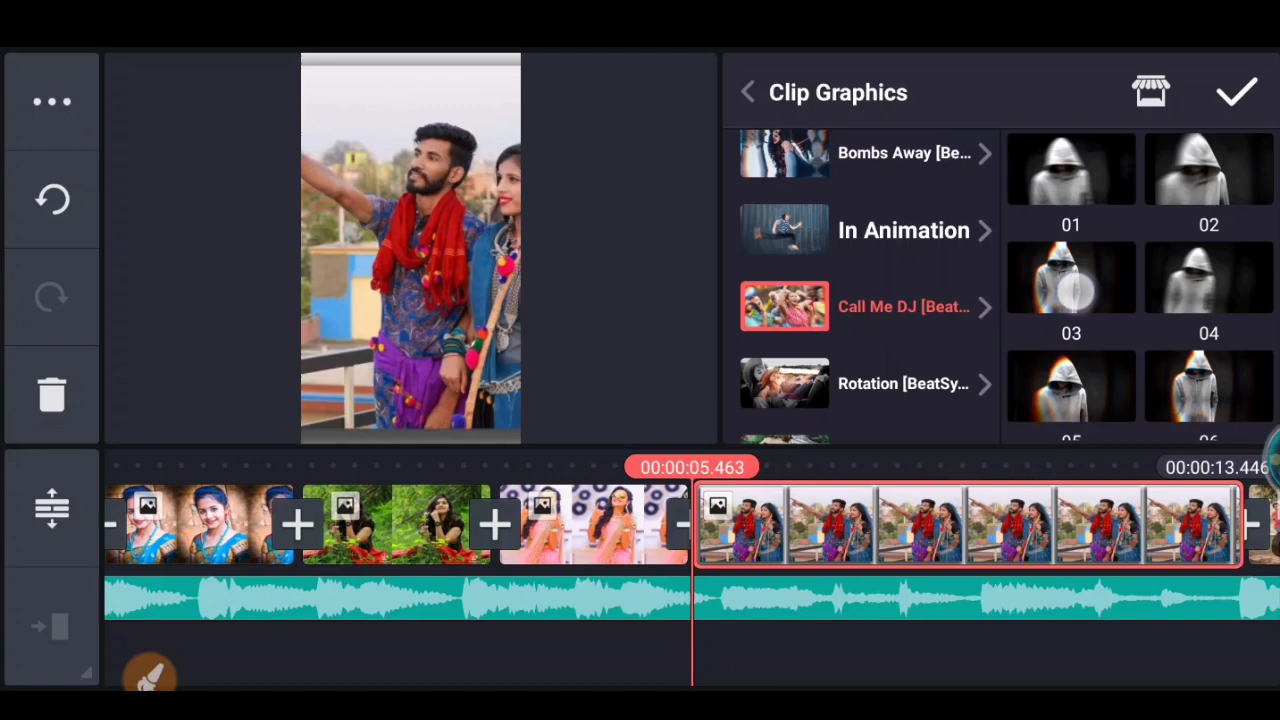 Clip Graphics
Bombs Away [Be...
In Animation
Call Me DJ [Beat...
Rotation [BeatSy...
01
02
03
04
05
06
00:00:05.463
00:00:13.446